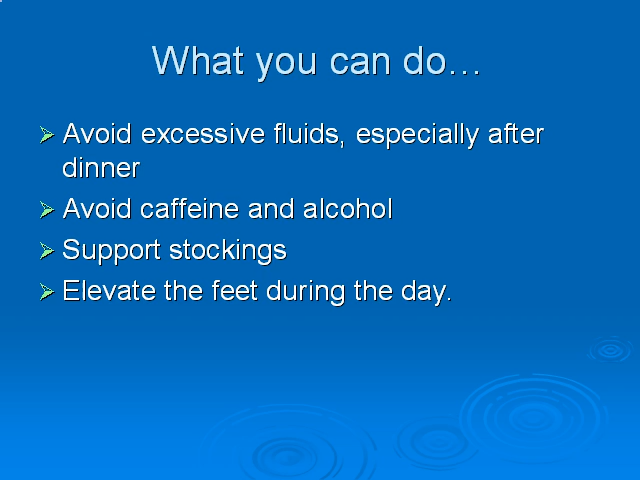 What you can do…
Avoid excessive fluids, especially after
dinner
Avoid caffeine and alcohol
Support stockings
Elevate the feet during the day.